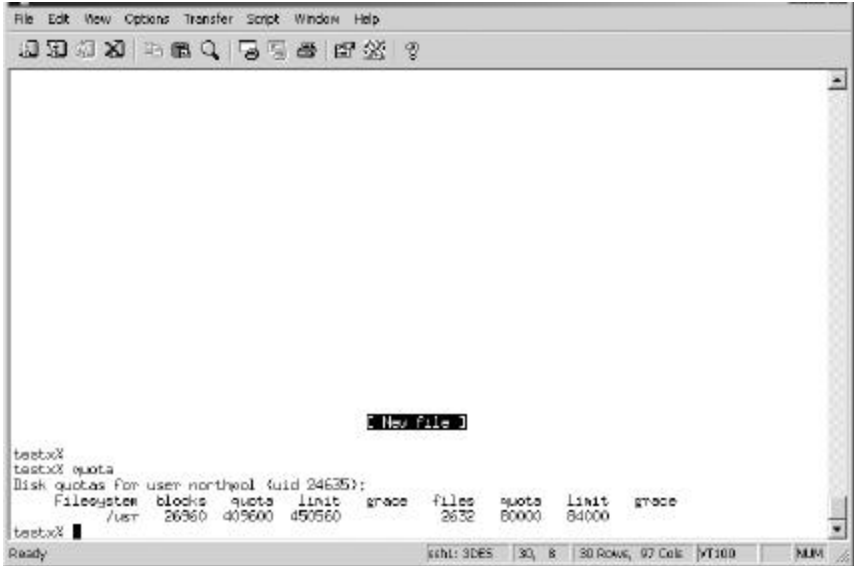 File Edit View Options Transfer Script Window Help
[ New file ]
testx%
testx% quota
Disk quotas for user northpol (uid 24635):
Filesystem blocks quota limit grace files quota limit grace
/usr 26960 409600 450560 2632 80000 84000
testx%
Ready ssh1: 3DES 30, 8 30 Rows, 97 Cols VT100 NUM